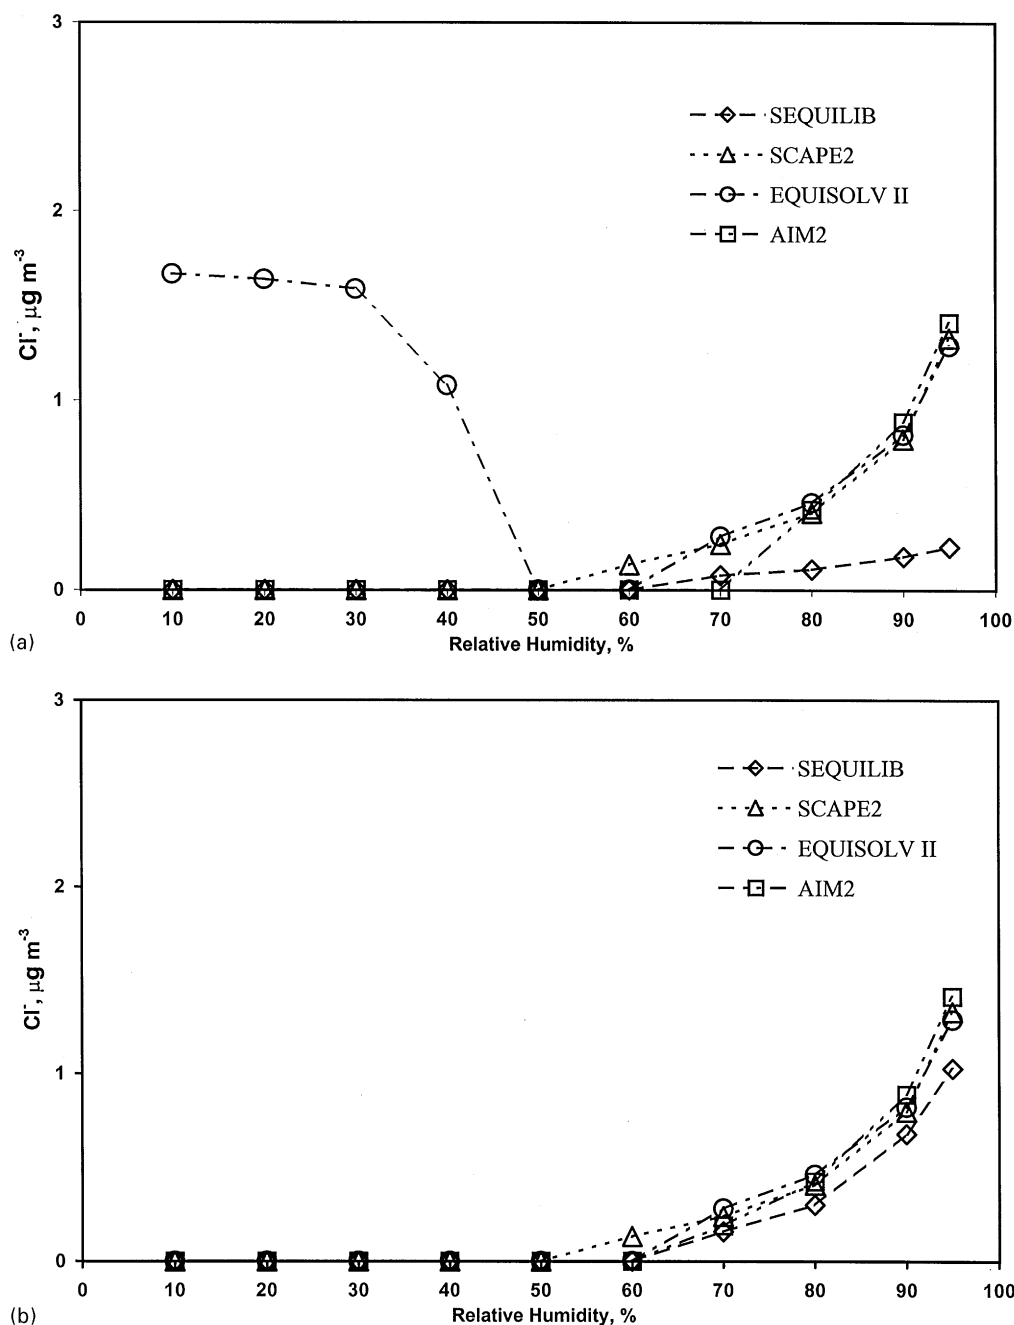 3
2
1
0
Cl⁻, μg m⁻³
SEQUILIB
SCAPE2
EQUISOLV II
AIM2
0 10 20 30 40 50 60 70 80 90 100
Relative Humidity, %
(a)
3
2
1
0
Cl⁻, μg m⁻³
SEQUILIB
SCAPE2
EQUISOLV II
AIM2
0 10 20 30 40 50 60 70 80 90 100
Relative Humidity, %
(b)